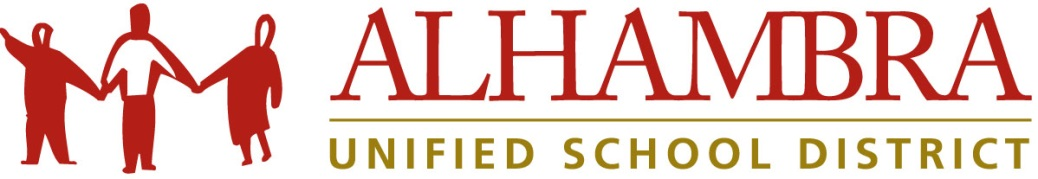 ALHAMBRA
UNIFIED SCHOOL DISTRICT